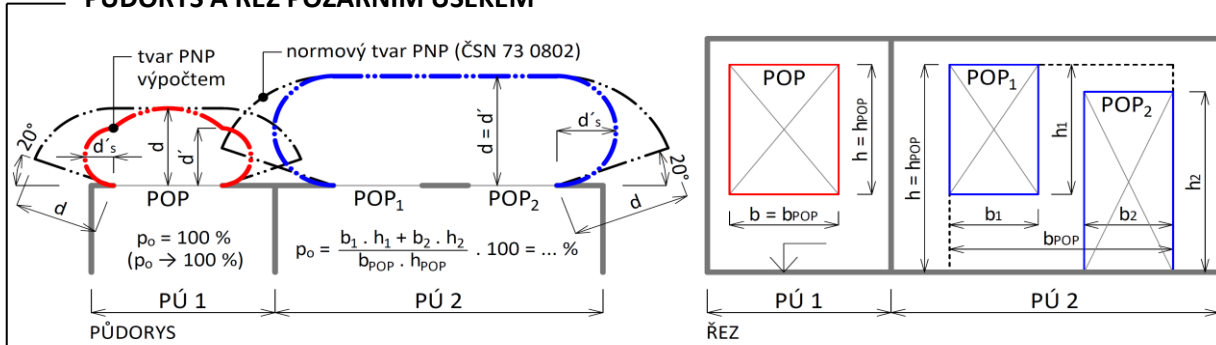 PŮDORYS A ŘEZ POŽÁRNÍM ÚSEKEM
tvar PNP
výpočtem
normový tvar PNP (ČSN 73 0802)
20°
d
d´s
d
d´
POP
d = d´
d´s
20°
d
POP₁
POP₂
pₒ = 100 %
(pₒ → 100 %)
pₒ = (b₁ . h₁ + b₂ . h₂) / (b_POP . h_POP) . 100 = ... %
PÚ 1
PÚ 2
PŮDORYS
POP
h = hPOP
b = bPOP
h = hPOP
POP₁
h₁
b₁
POP₂
h₂
b₂
bPOP
PÚ 1
PÚ 2
ŘEZ